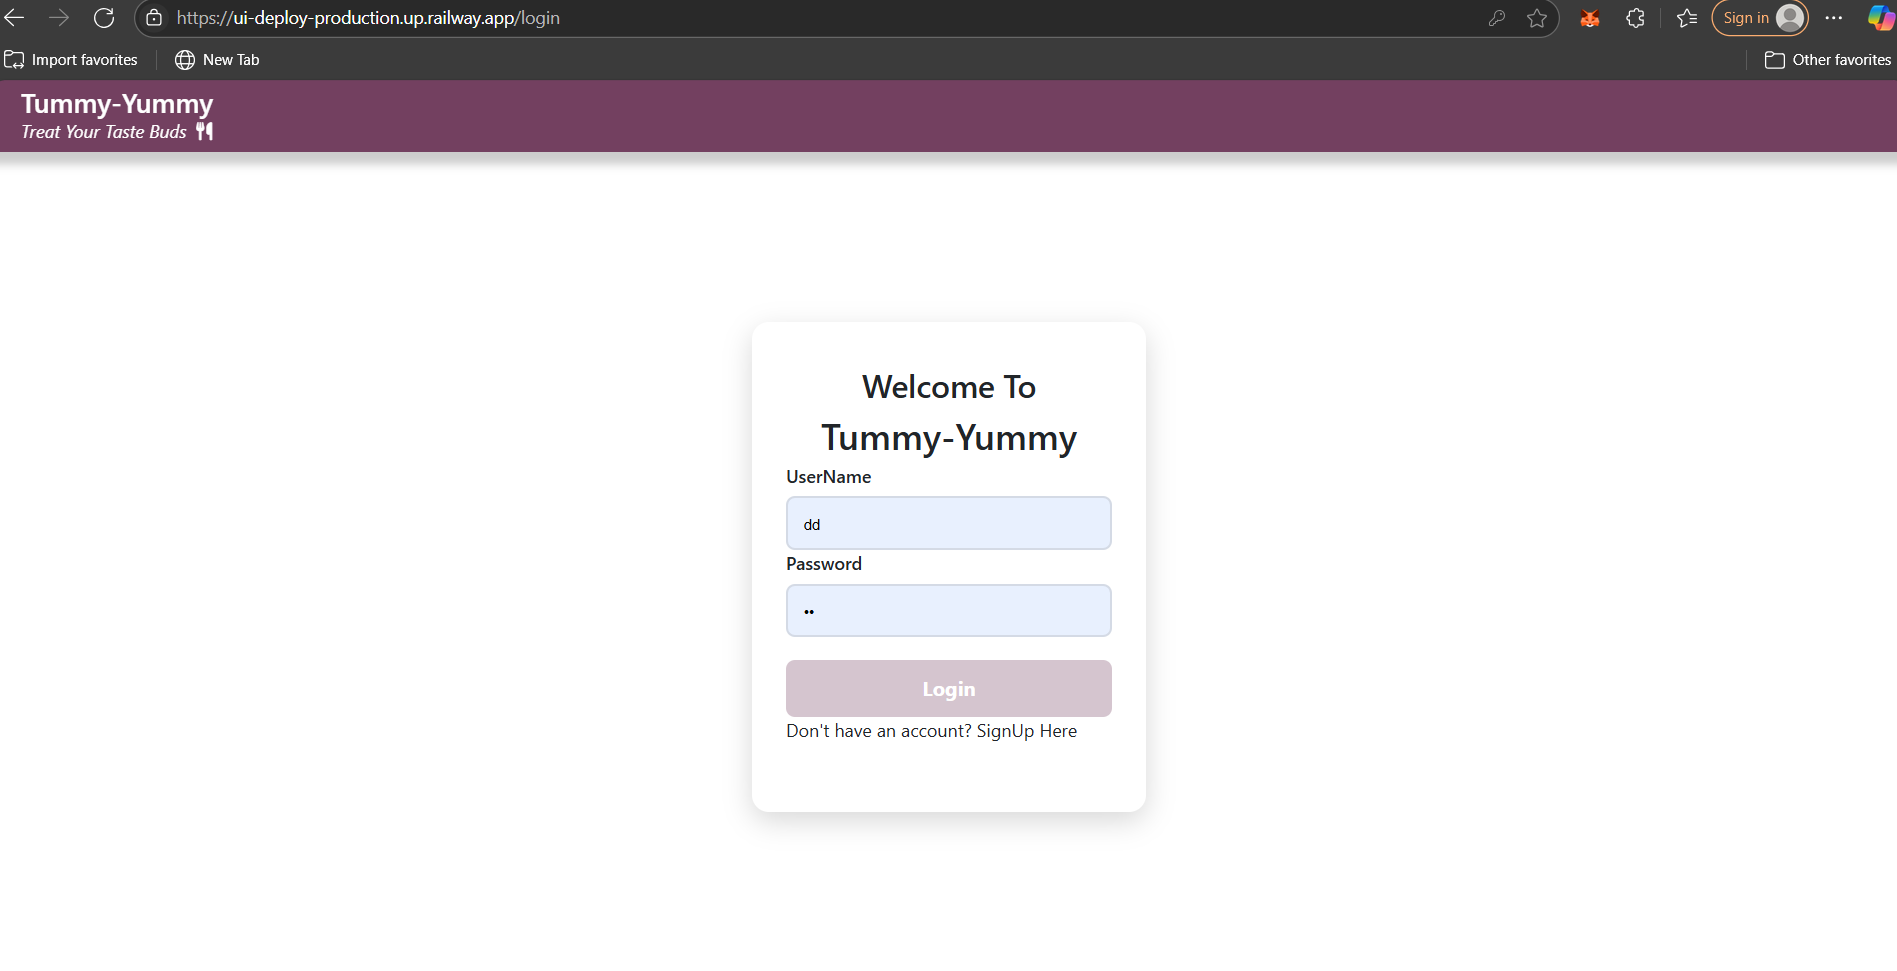 https://ui-deploy-production.up.railway.app/login
Sign in
Import favorites
New Tab
Other favorites
Tummy-Yummy
Treat Your Taste Buds
Welcome To
Tummy-Yummy
UserName
dd
Password
••
Login
Don't have an account? SignUp Here